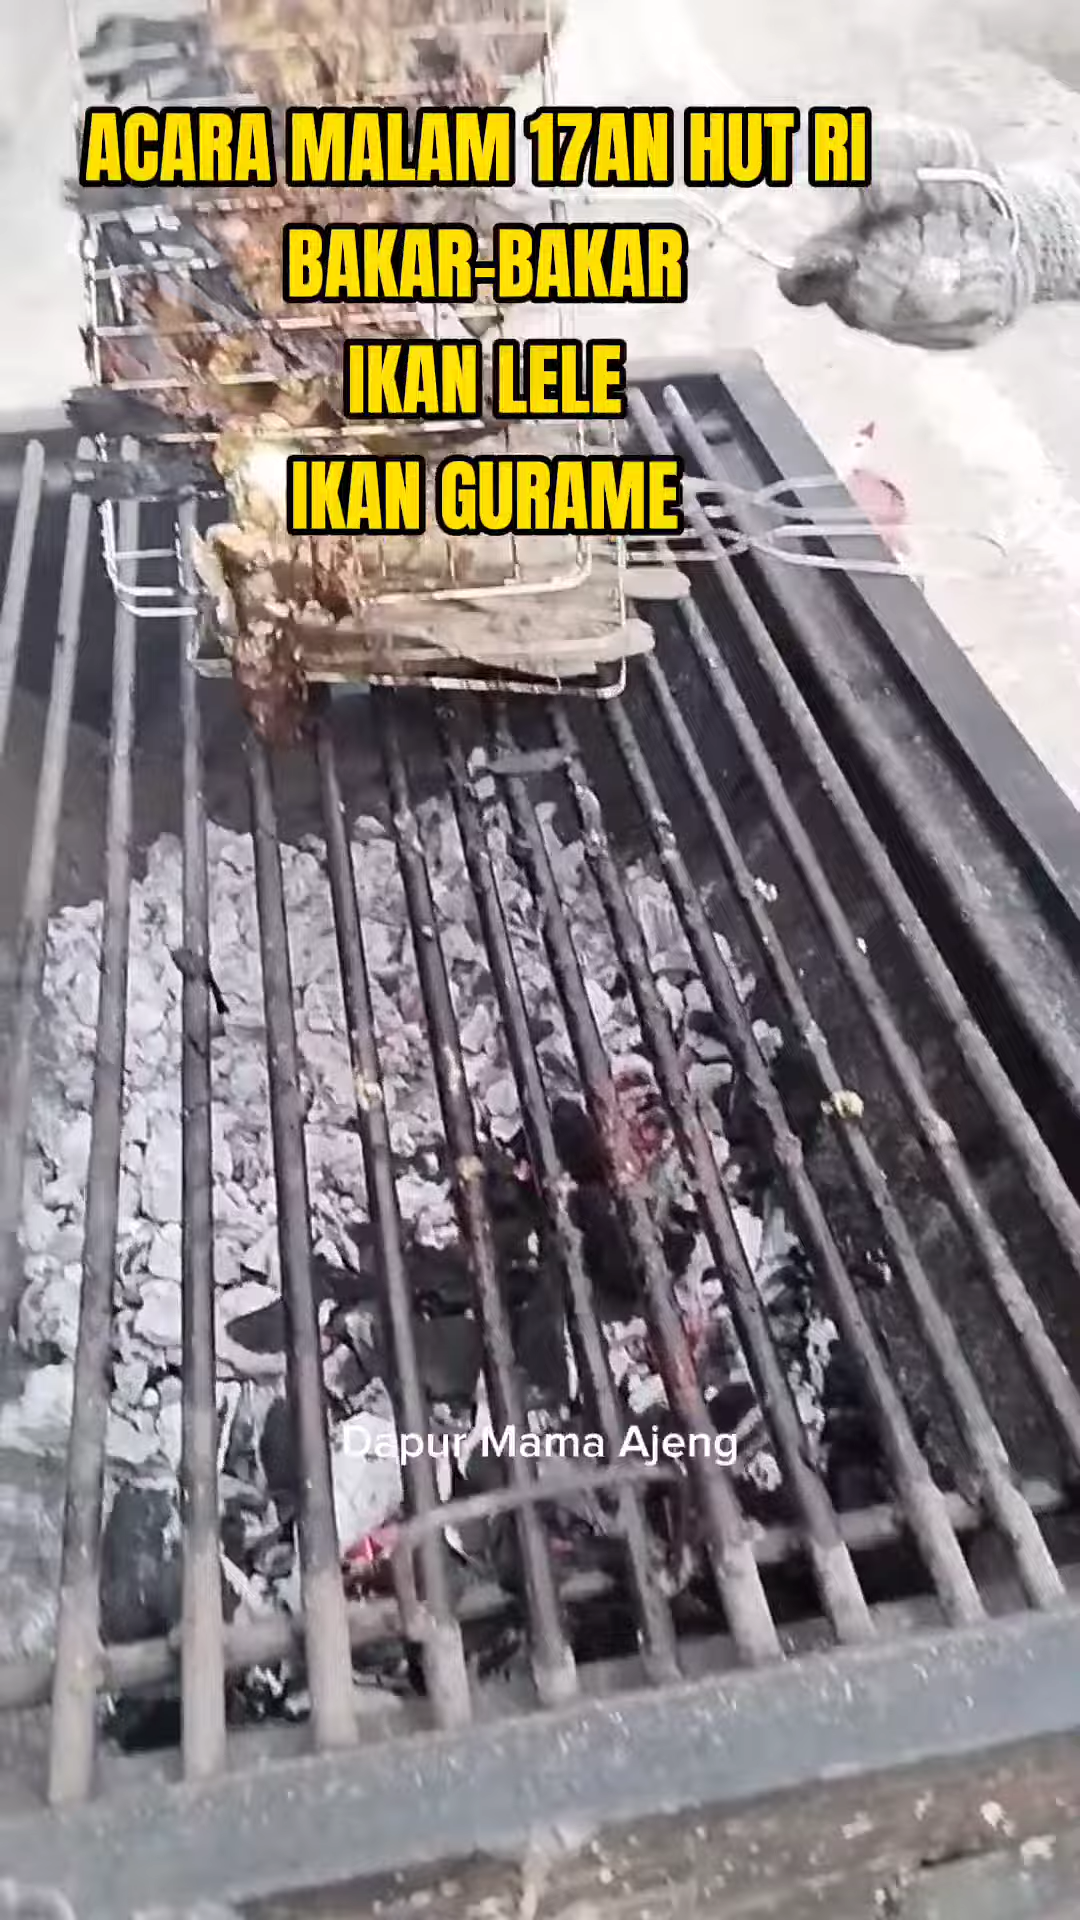 ACARA MALAM 17AN HUT RI
BAKAR-BAKAR
IKAN LELE
IKAN GURAME
Dapur Mama Ajeng